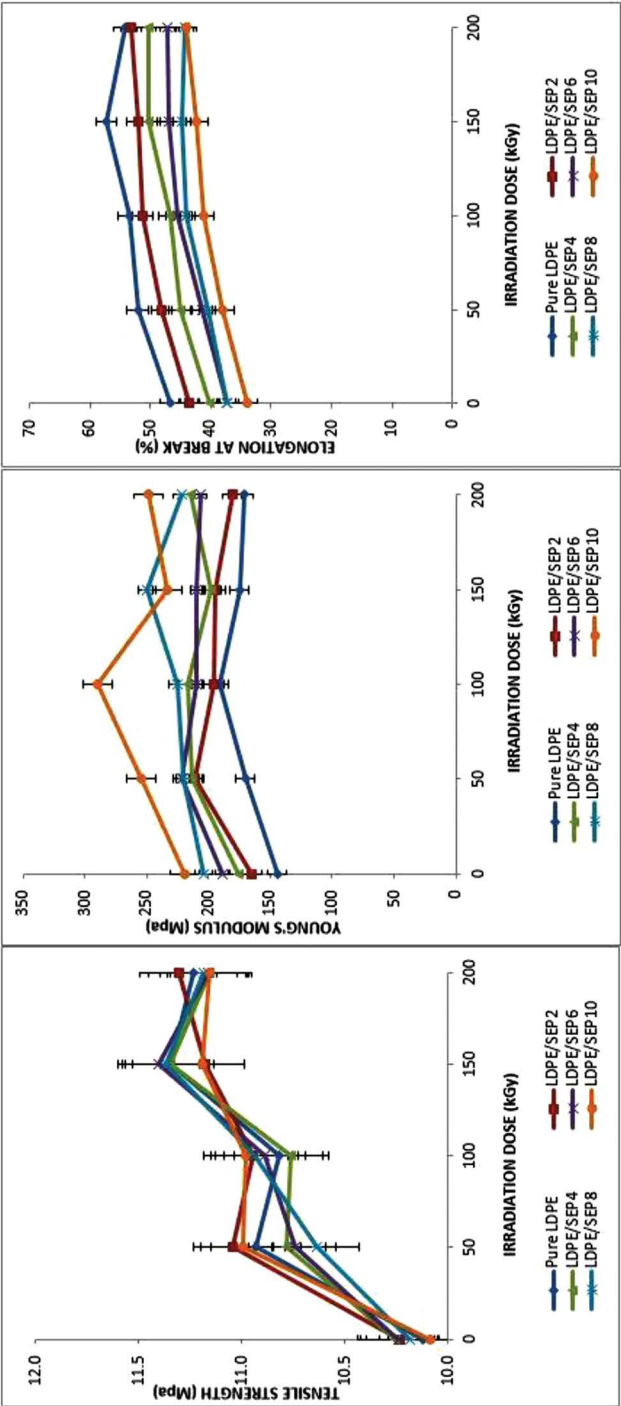 12.0
11.5
11.0
10.5
10.0
TENSILE STRENGTH (Mpa)
0
50
100
150
200
IRRADIATION DOSE (kGy)
Pure LDPE
LDPE/SEP2
LDPE/SEP4
LDPE/SEP6
LDPE/SEP8
LDPE/SEP10
350
300
250
200
150
100
50
0
YOUNG'S MODULUS (Mpa)
0
50
100
150
200
IRRADIATION DOSE (kGy)
Pure LDPE
LDPE/SEP2
LDPE/SEP4
LDPE/SEP6
LDPE/SEP8
LDPE/SEP10
70
60
50
40
30
20
10
0
ELONGATION AT BREAK (%)
0
50
100
150
200
IRRADIATION DOSE (kGy)
Pure LDPE
LDPE/SEP2
LDPE/SEP4
LDPE/SEP6
LDPE/SEP8
LDPE/SEP10